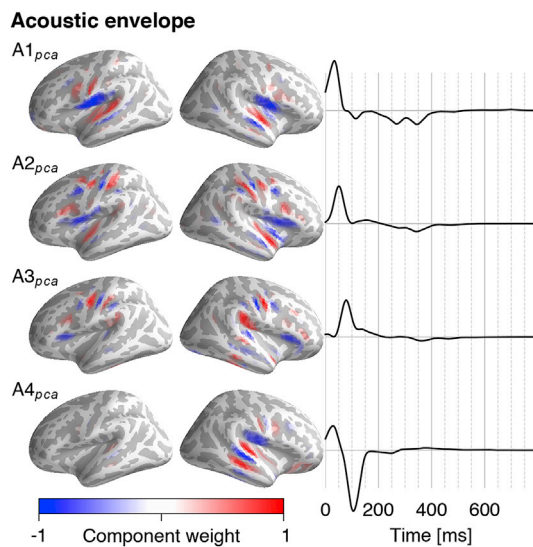 Acoustic envelope
A1pca
A2pca
A3pca
A4pca
-1 Component weight 1
0 200 400 600
Time [ms]